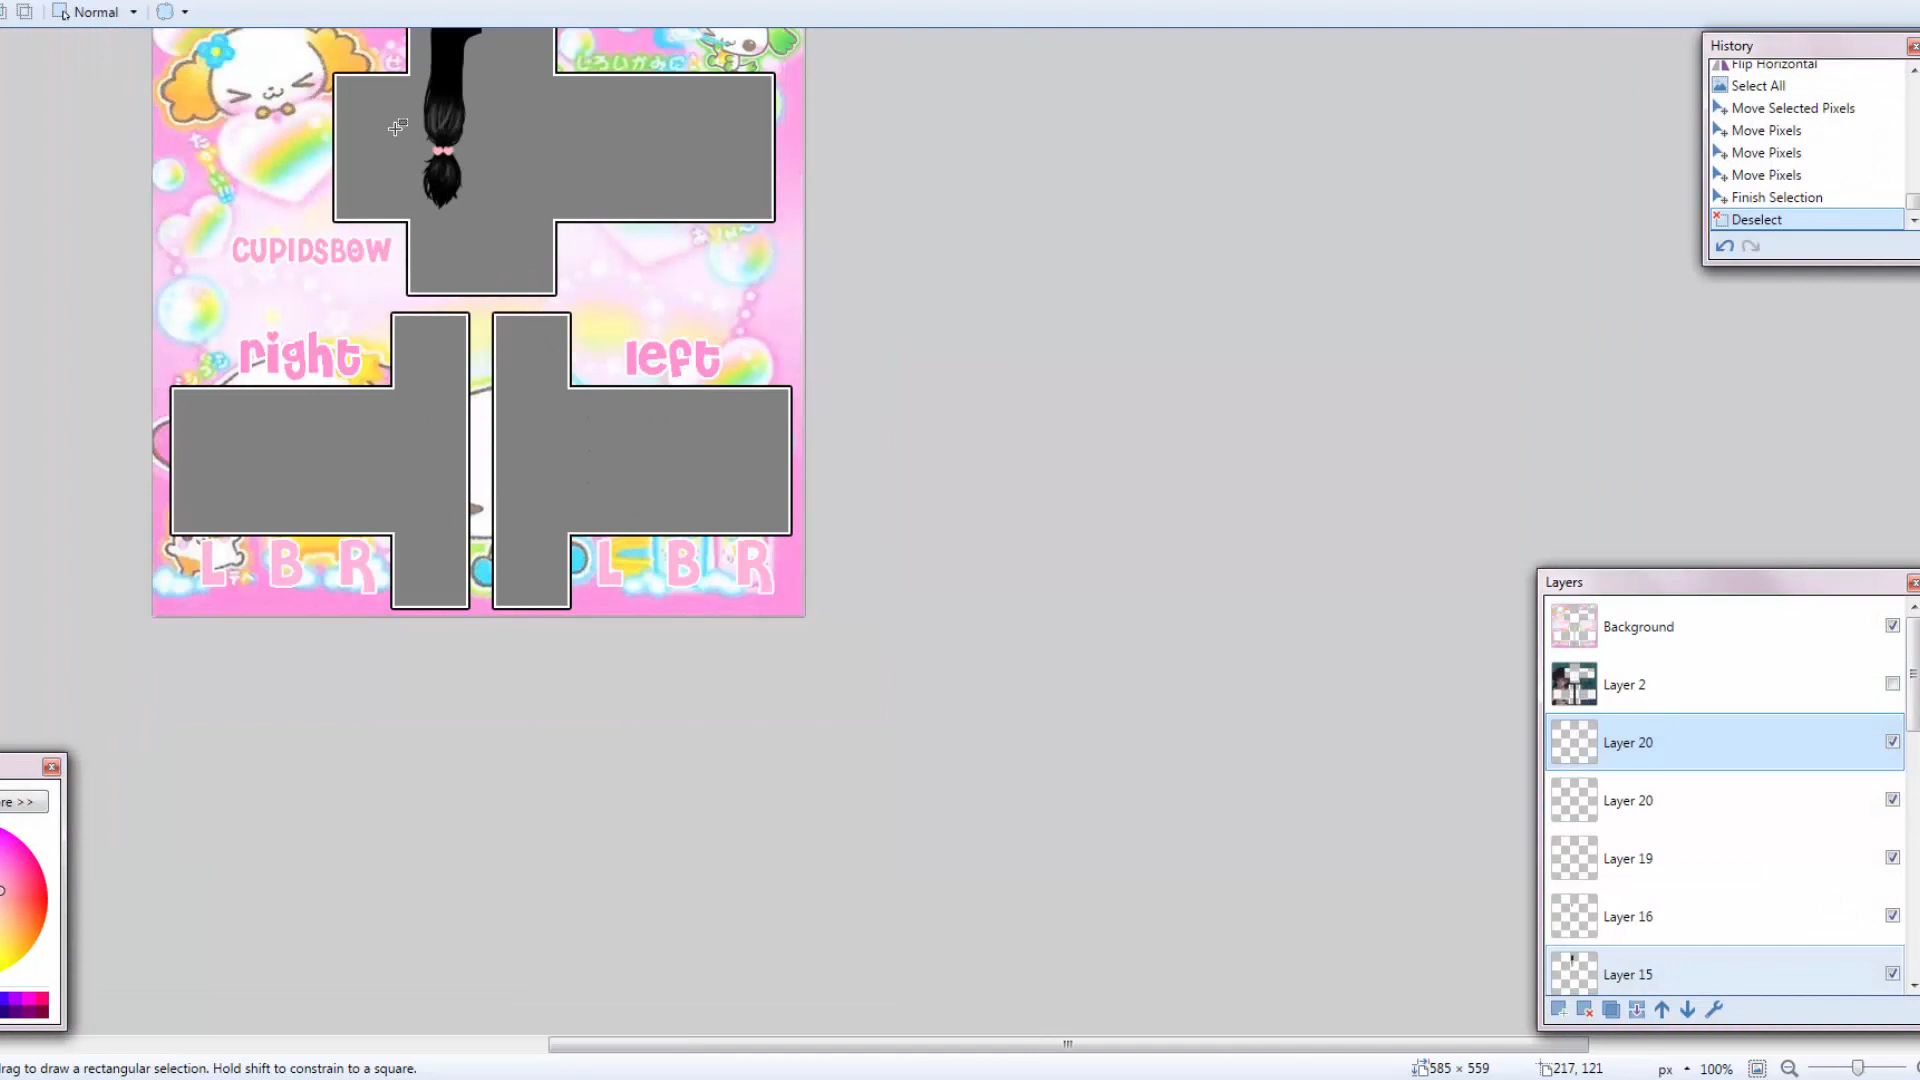 Normal
History
Flip Horizontal
Select All
Move Selected Pixels
Move Pixels
Move Pixels
Move Pixels
Finish Selection
Deselect
CUPIDSBOW
right
left
L B R
L B R
Layers
Background
Layer 2
Layer 20
Layer 20
Layer 19
Layer 16
Layer 15
ore >>
drag to draw a rectangular selection. Hold shift to constrain to a square.
585 × 559
217, 121
px
100%